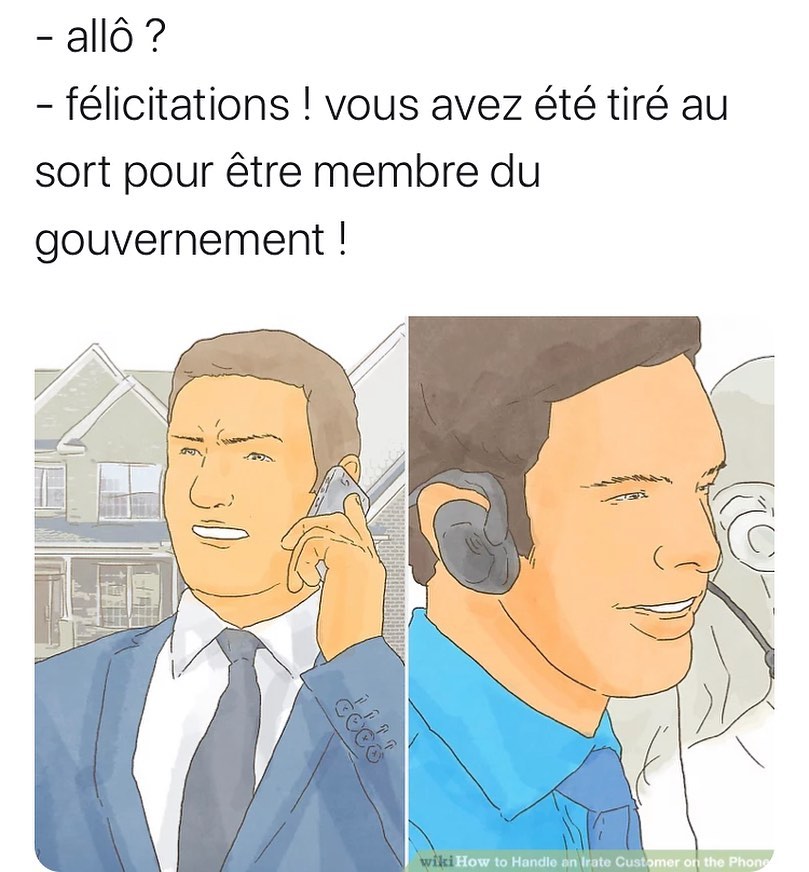 - allô ?
- félicitations ! vous avez été tiré au
sort pour être membre du
gouvernement !
wikiHow to Handle an Irate Customer on the Phone